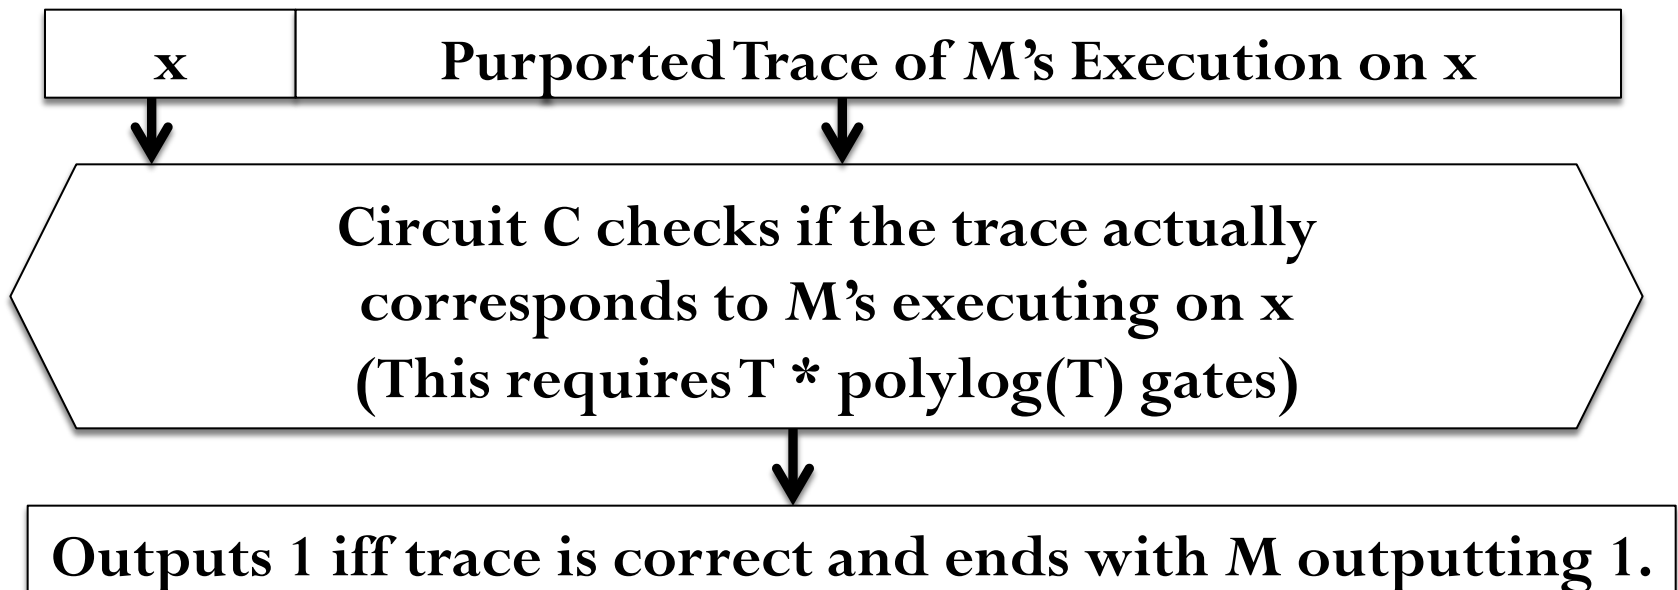 x
Purported Trace of M’s Execution on x
Circuit C checks if the trace actually
corresponds to M’s executing on x
(This requires T * polylog(T) gates)
Outputs 1 iff trace is correct and ends with M outputting 1.